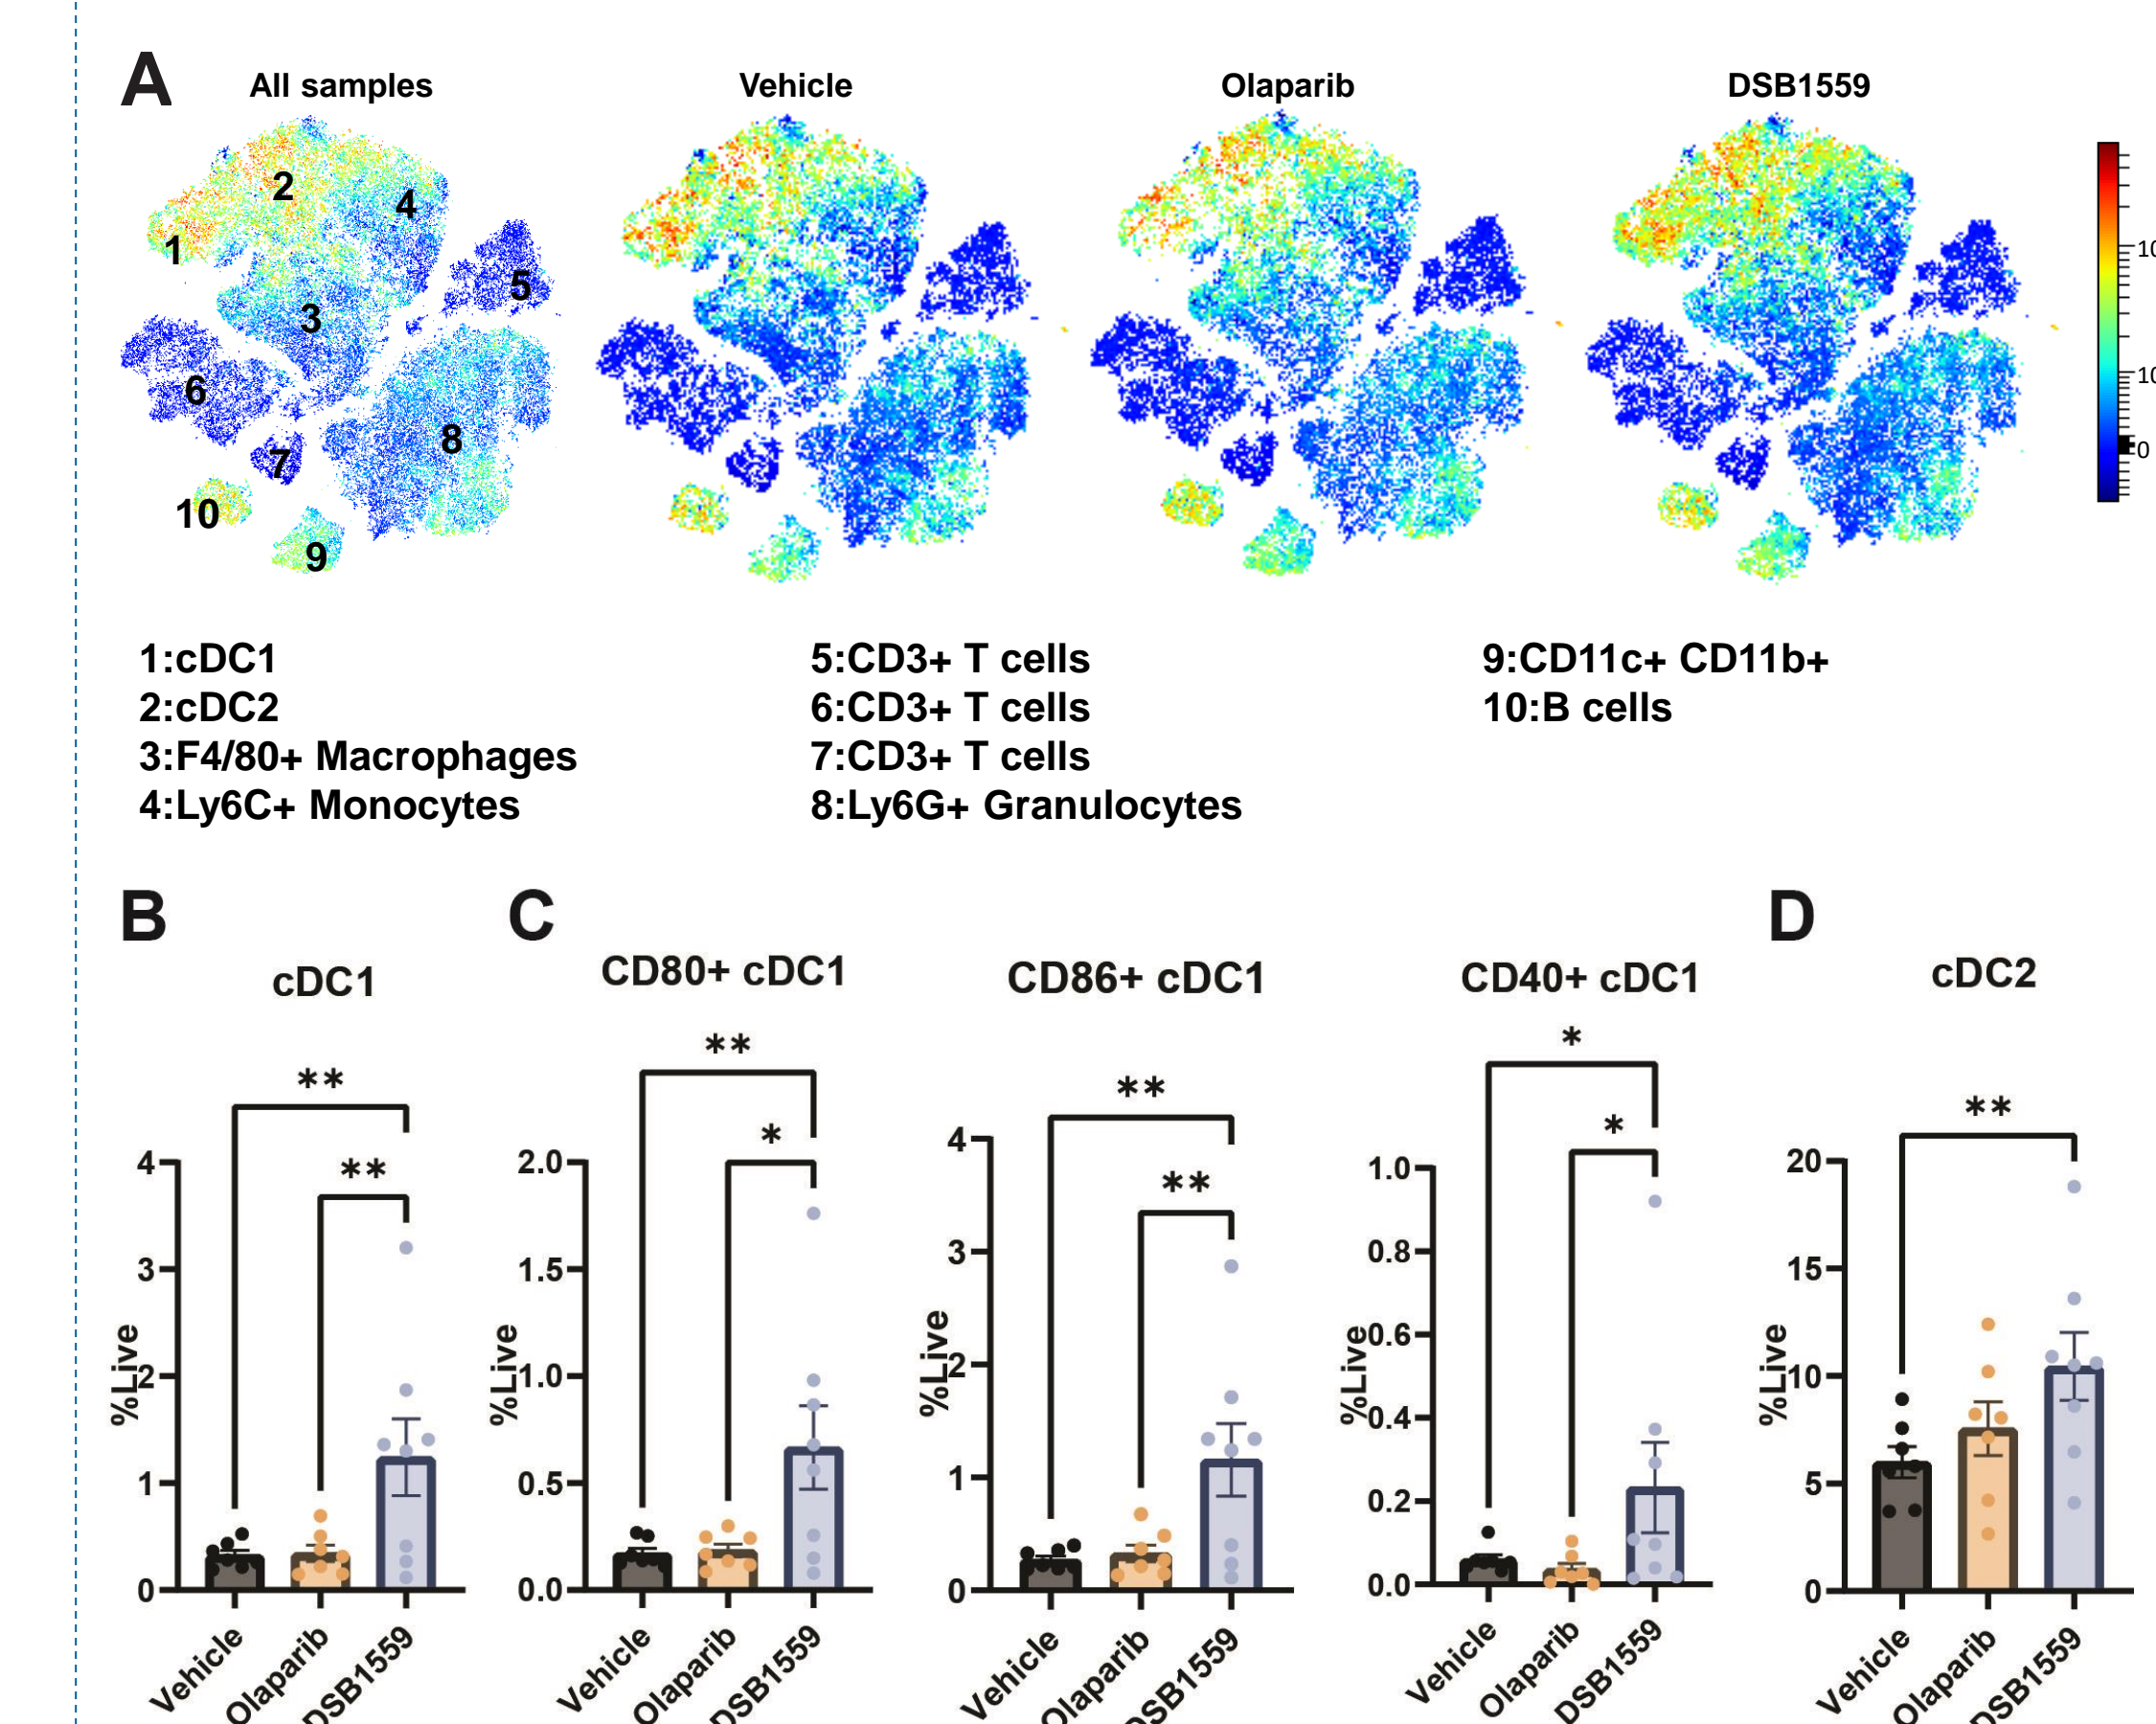 A
All samples
Vehicle
Olaparib
DSB1559
1
2
3
4
5
6
7
8
9
10
10
10
0
1:cDC1
2:cDC2
3:F4/80+ Macrophages
4:Ly6C+ Monocytes
5:CD3+ T cells
6:CD3+ T cells
7:CD3+ T cells
8:Ly6G+ Granulocytes
9:CD11c+ CD11b+
10:B cells
B
cDC1
**
**
%Live
4
3
2
1
0
Vehicle
Olaparib
DSB1559
C
CD80+ cDC1
**
*
%Live
2.0
1.5
1.0
0.5
0.0
Vehicle
Olaparib
DSB1559
CD86+ cDC1
**
**
%Live
4
3
2
1
0
Vehicle
Olaparib
DSB1559
CD40+ cDC1
*
*
%Live
1.0
0.8
0.6
0.4
0.2
0.0
Vehicle
Olaparib
DSB1559
D
cDC2
**
%Live
20
15
10
5
0
Vehicle
Olaparib
DSB1559